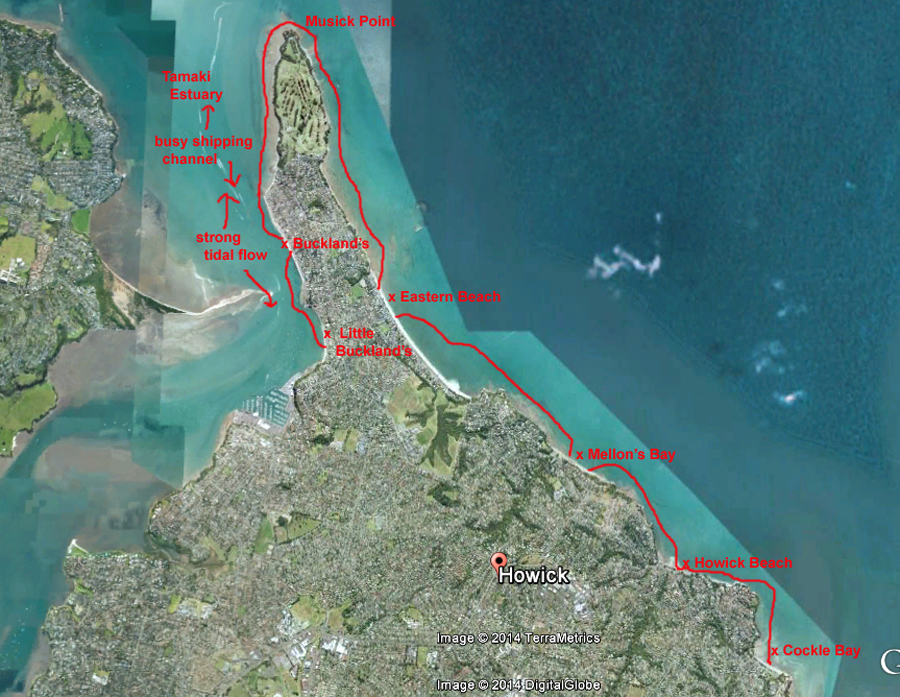 Musick Point
Tamaki
Estuary
busy shipping
channel
strong
tidal flow
x Buckland's
x Eastern Beach
x Little
Buckland's
x Mellon's Bay
x Howick Beach
Howick
Image © 2014 TerraMetrics
x Cockle Bay
G
Image © 2014 DigitalGlobe